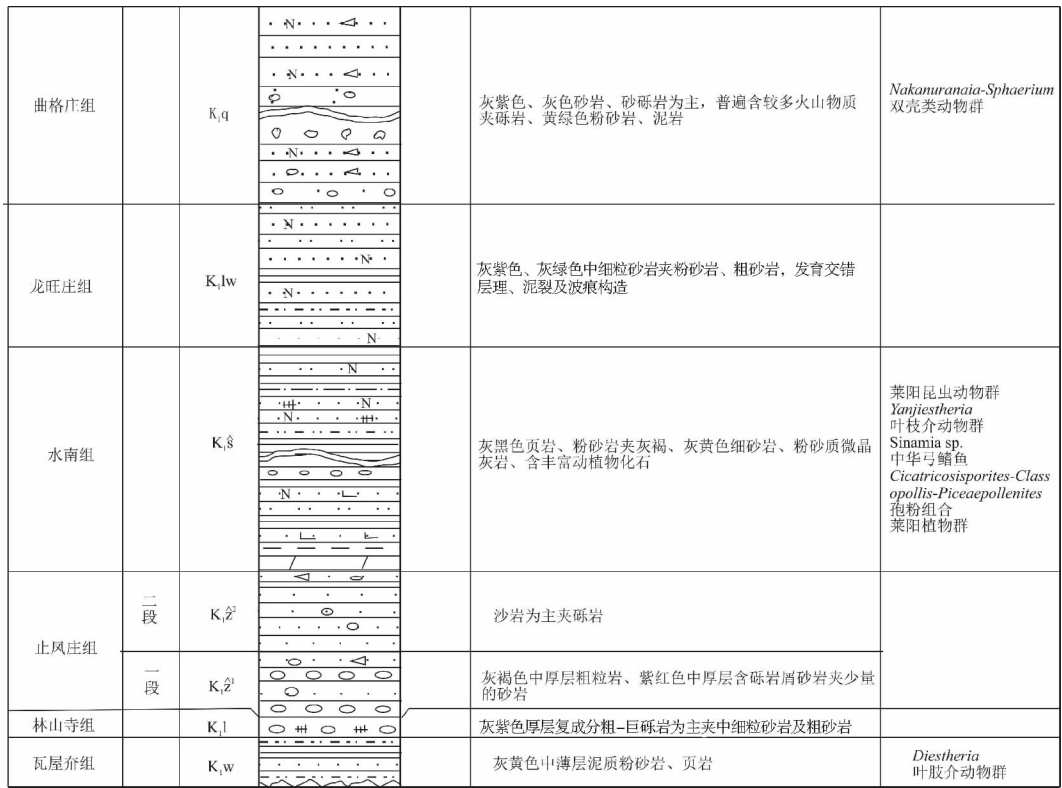 曲格庄组
K₁q
灰紫色、灰色砂岩、砂砾岩为主，普遍含较多火山物质
夹砾岩、黄绿色粉砂岩、泥岩
Nakanuranaia-Sphaerium
双壳类动物群
龙旺庄组
K₁lw
灰紫色、灰绿色中细粒砂岩夹粉砂岩、粗砂岩，发育交错
层理、泥裂及波痕构造
水南组
K₁ŝ
灰黑色页岩、粉砂岩夹灰褐、灰黄色细砂岩、粉砂质微晶
灰岩、含丰富动植物化石
莱阳昆虫动物群
Yanjiestheria
叶枝介动物群
Sinamia sp.
中华弓鳍鱼
Cicatricosisporites-Class
opollis-Piceaepollenites
孢粉组合
莱阳植物群
止凤庄组
二段
K₁ẑ²
沙岩为主夹砾岩
一段
K₁ẑ¹
灰褐色中厚层粗粒岩、紫红色中厚层含砾岩屑砂岩夹少量
的砂岩
林山寺组
K₁l
灰紫色厚层复成分粗-巨砾岩为主夹中细粒砂岩及粗砂岩
瓦屋夼组
K₁w
灰黄色中薄层泥质粉砂岩、页岩
Diestheria
叶肢介动物群